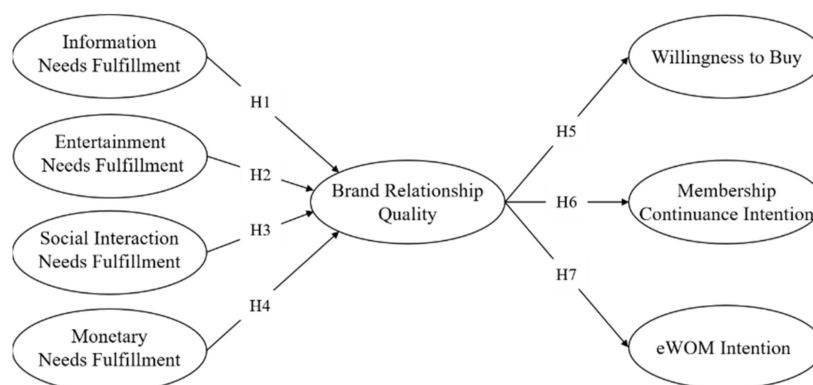 Information
Needs Fulfillment
Entertainment
Needs Fulfillment
Social Interaction
Needs Fulfillment
Monetary
Needs Fulfillment
H1
H2
H3
H4
Brand Relationship
Quality
H5
H6
H7
Willingness to Buy
Membership
Continuance Intention
eWOM Intention